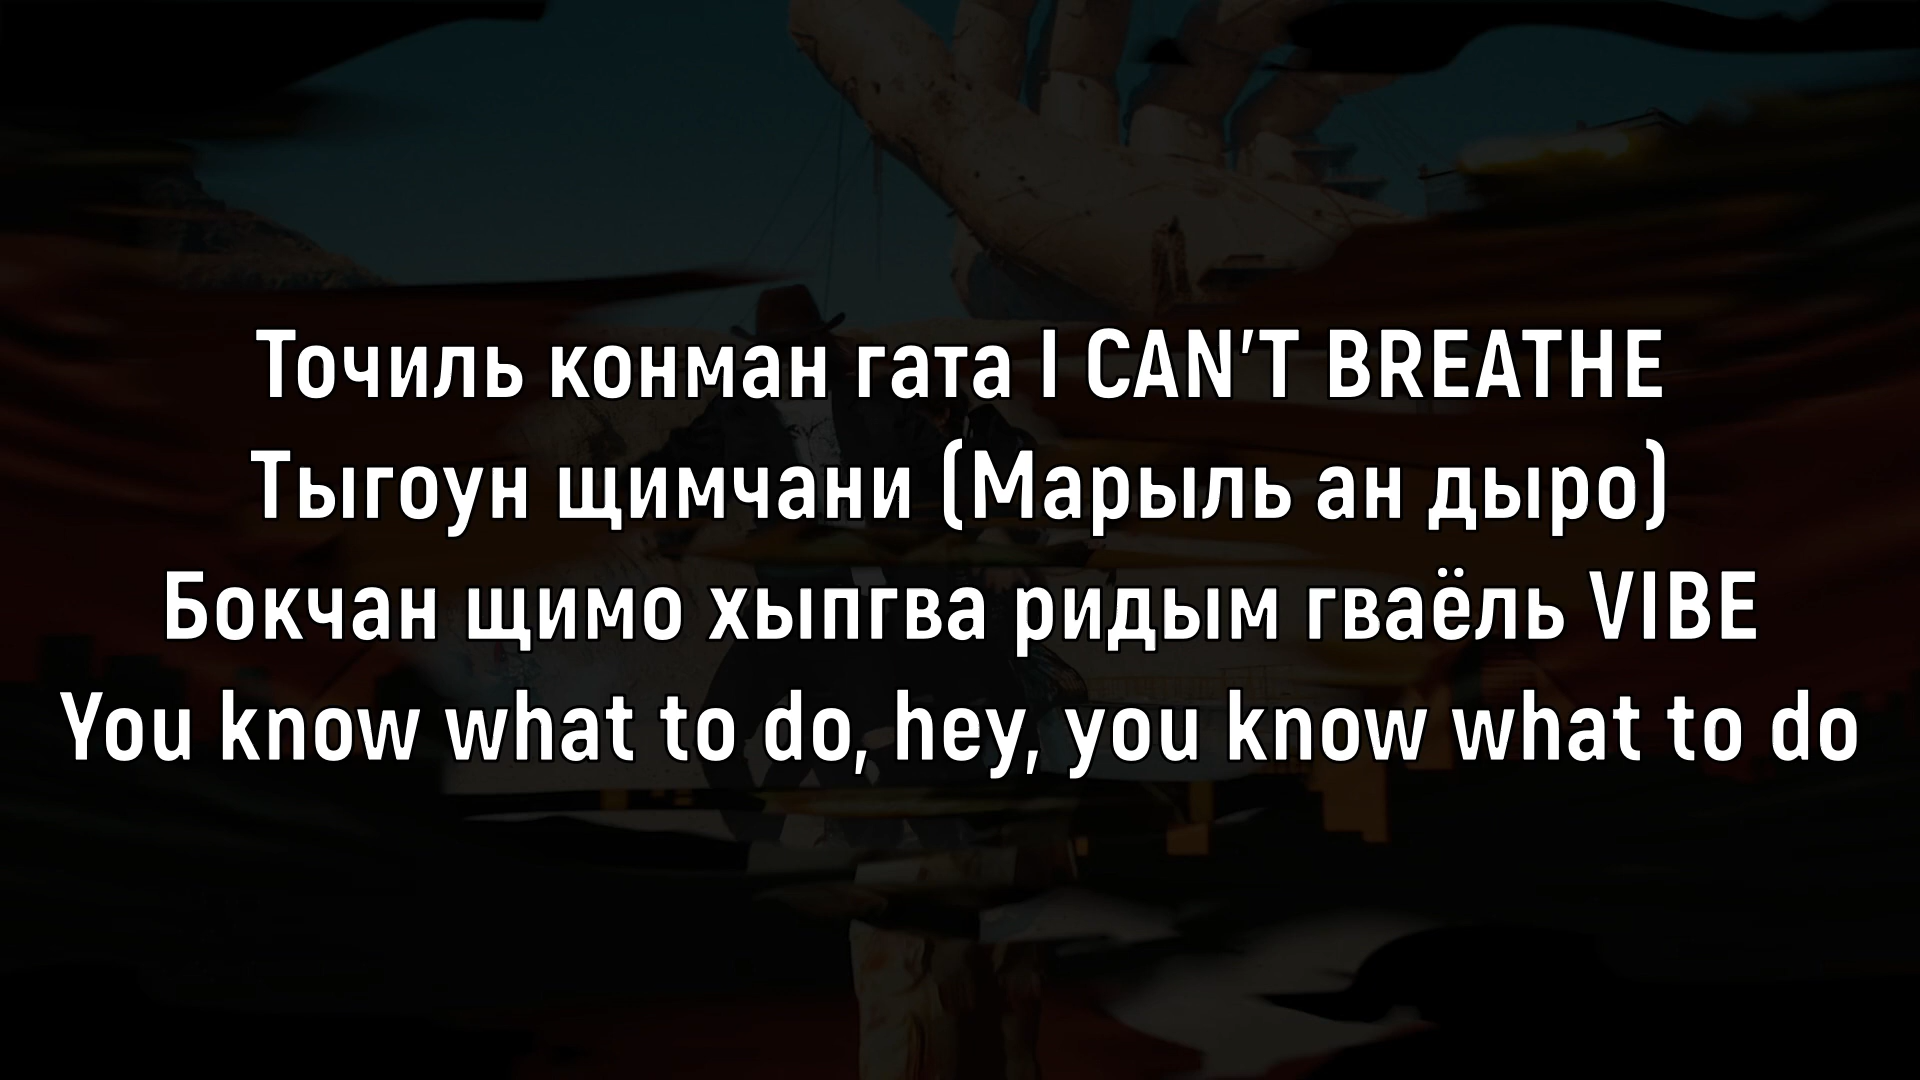 Точиль конман гата I CAN'T BREATHE
Тыгоун щимчани (Марыль ан дыро)
Бокчан щимо хыпгва ридым гваёль VIBE
You know what to do, hey, you know what to do